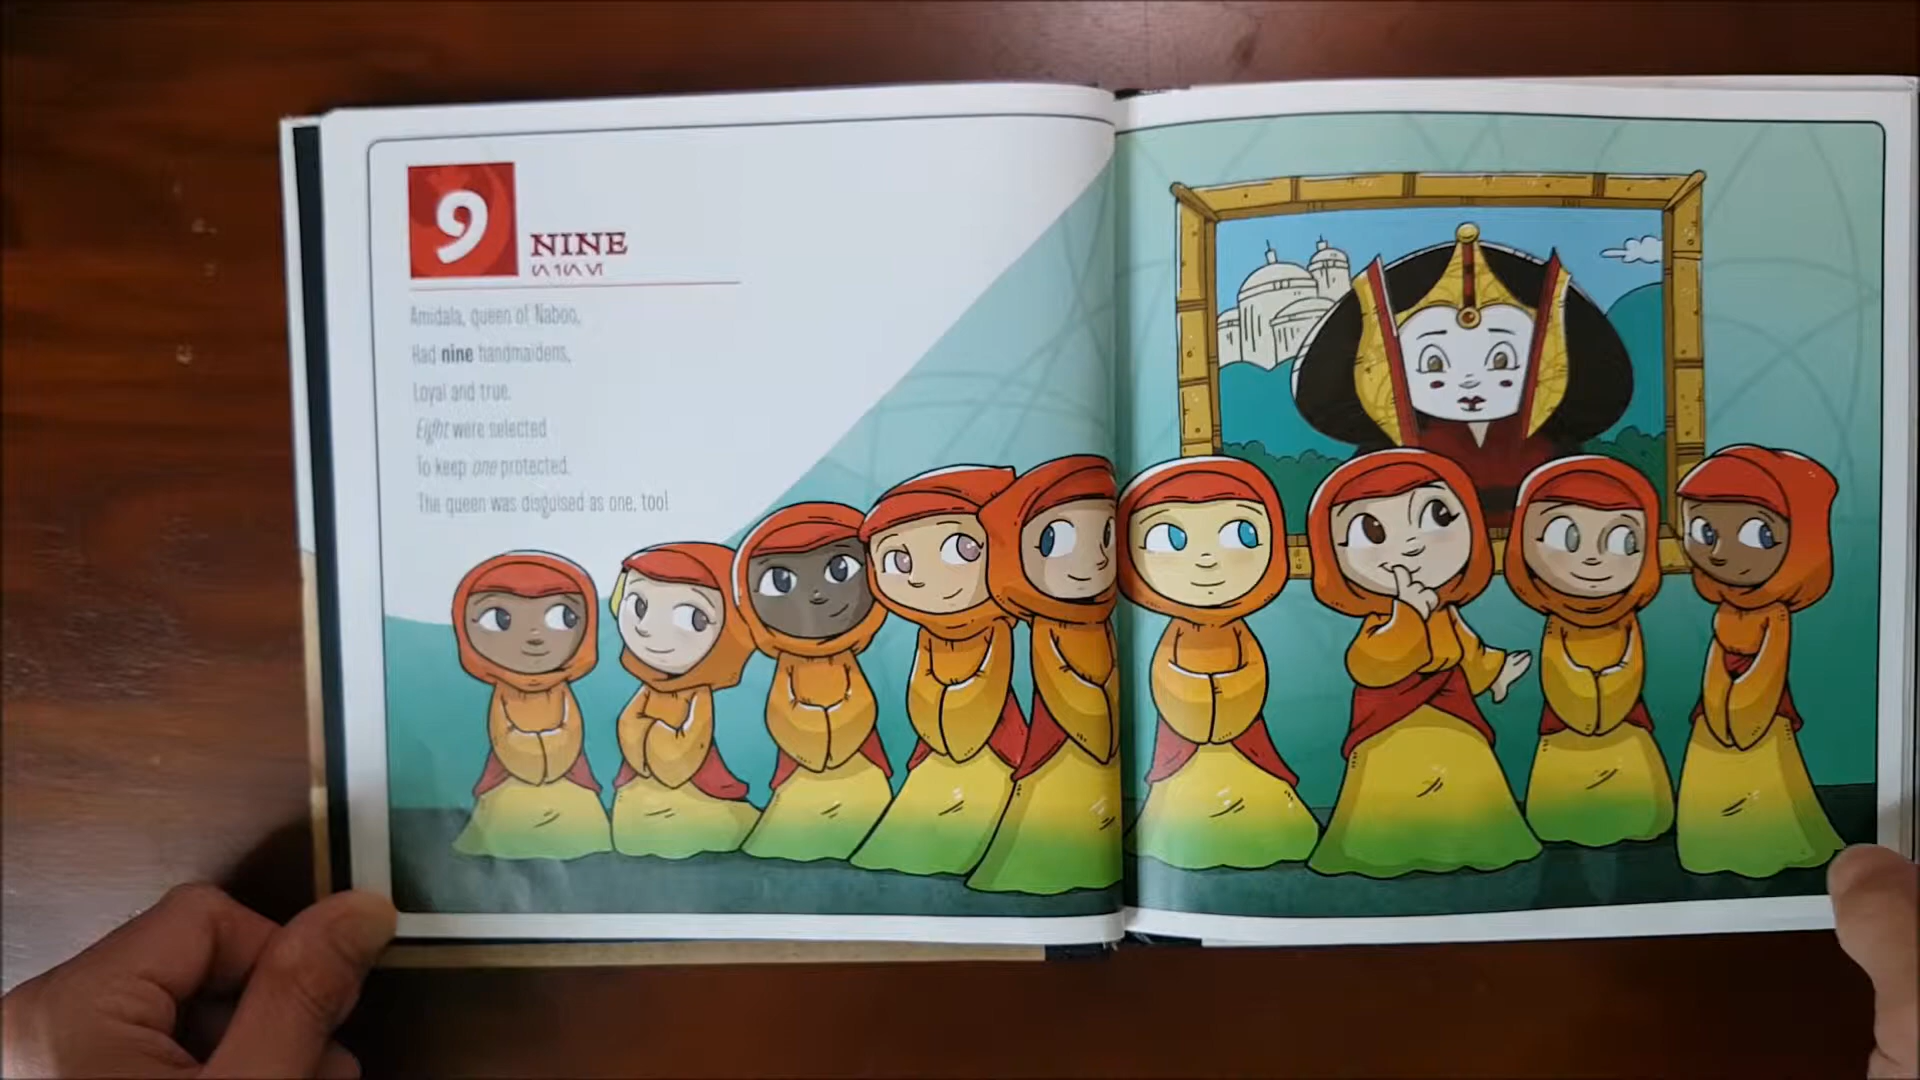 9
NINE
Amidala, queen of Naboo,
Had nine handmaidens,
Loyal and true.
Eight were selected
To keep one protected.
The queen was disguised as one, too!